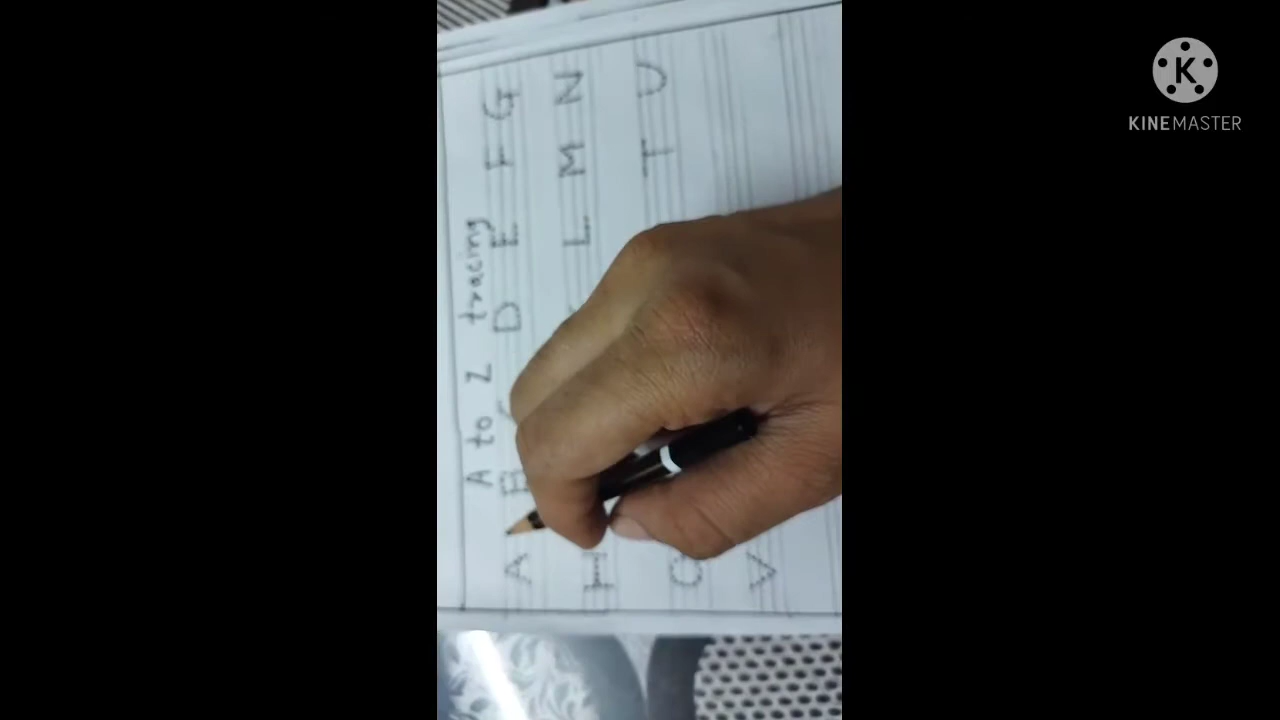 A to Z tracing
A B D E F G
H L M N
T U
V
KINEMASTER